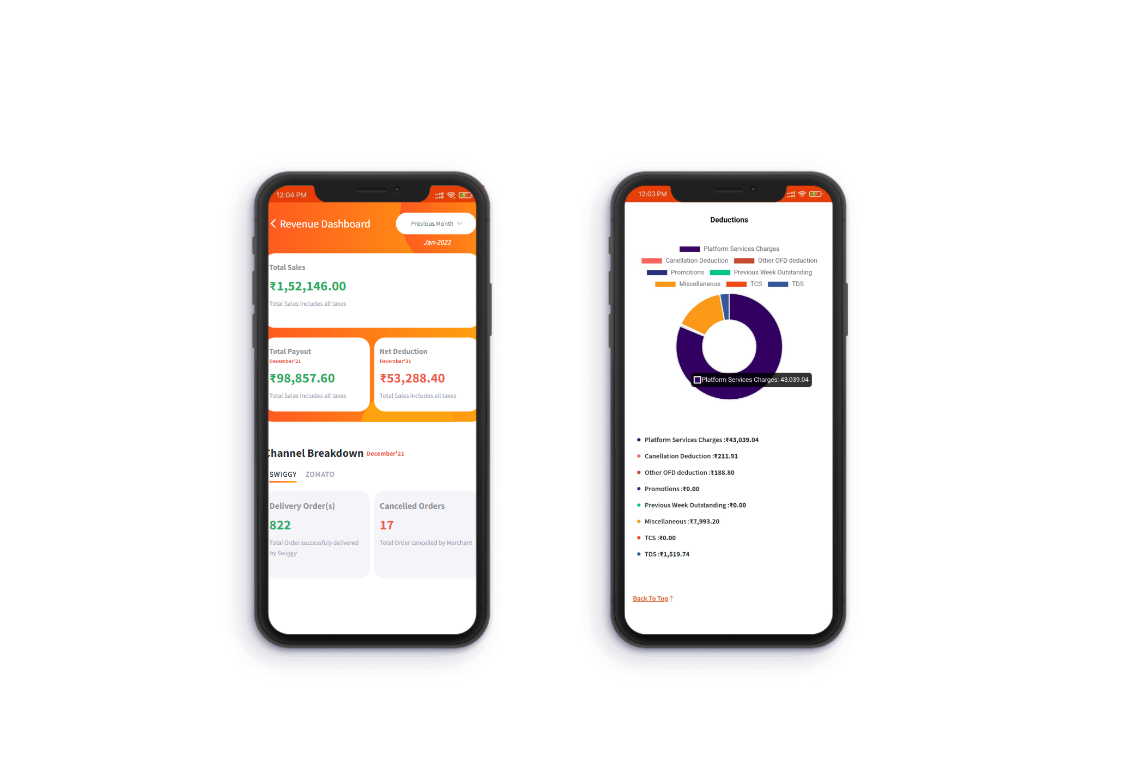 12:04 PM
Revenue Dashboard
Previous Month
Jan-2022
Total Sales
₹1,52,146.00
Total Sales includes all taxes
Total Payout
December'21
₹98,857.60
Total Sales includes all taxes
Net Deduction
December'21
₹53,288.40
Total Sales includes all taxes
Channel Breakdown December'21
SWIGGY ZOMATO
Delivery Order(s)
822
Total Order successfuly delivered
by Swiggy
Cancelled Orders
17
Total Order cancelled by Merchant
12:03 PM
Deductions
Platform Services Charges
Canellation Deduction Other OFD deduction
Promotions Previous Week Outstanding
Miscellaneous TCS TDS
Platform Services Charges: 43,039.04
Platform Services Charges :₹43,039.04
Canellation Deduction :₹211.91
Other OFD deduction :₹188.80
Promotions :₹0.00
Previous Week Outstanding :₹0.00
Miscellaneous :₹7,993.20
TCS :₹0.00
TDS :₹1,519.74
Back To Top ↑